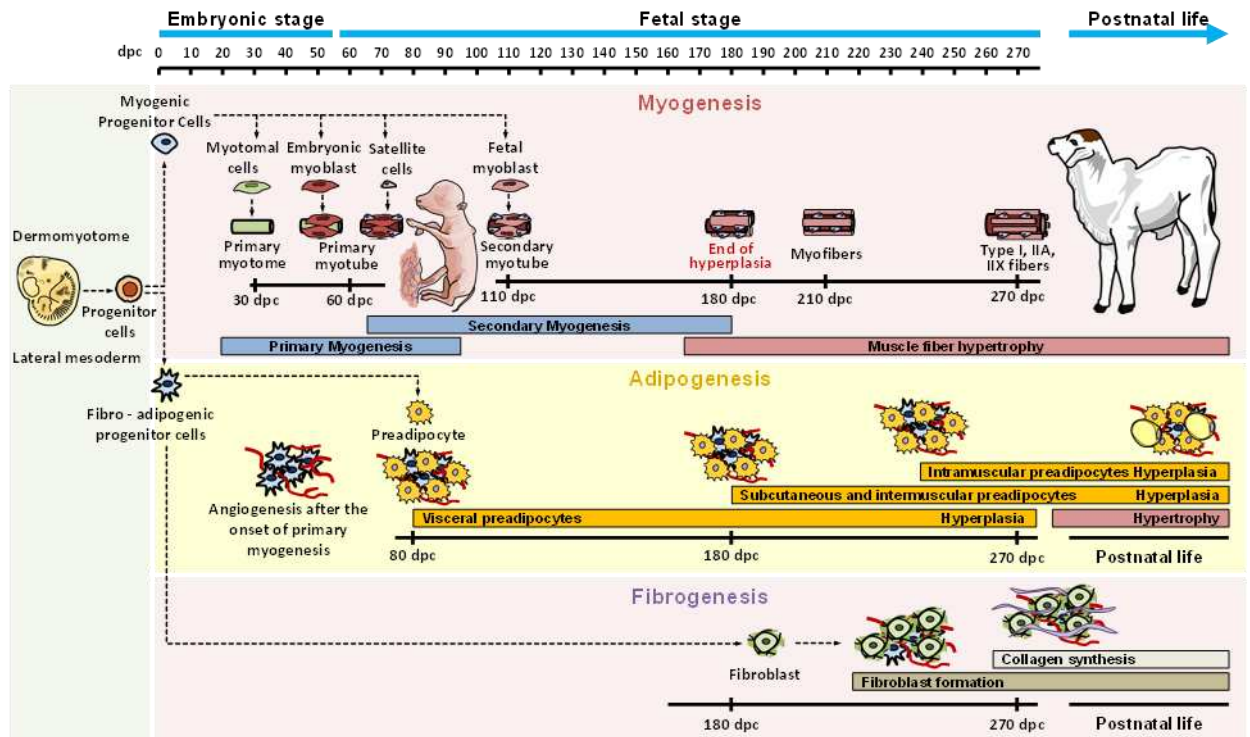 Embryonic stage
Fetal stage
Postnatal life
dpc
0 10 20 30 40 50 60 70 80 90 100 110 120 130 140 150 160 170 180 190 200 210 220 230 240 250 260 270
Myogenesis
Myogenic
Progenitor Cells
Myotomal
cells
Embryonic
myoblast
Satellite
cells
Fetal
myoblast
Dermomyotome
Progenitor
cells
Lateral mesoderm
Primary
myotome
Primary
myotube
Secondary
myotube
End of
hyperplasia
Myofibers
Type I, IIA,
IIX fibers
30 dpc
60 dpc
110 dpc
180 dpc
210 dpc
270 dpc
Secondary Myogenesis
Primary Myogenesis
Muscle fiber hypertrophy
Adipogenesis
Fibro - adipogenic
progenitor cells
Preadipocyte
Angiogenesis after the
onset of primary
myogenesis
Intramuscular preadipocytes Hyperplasia
Subcutaneous and intermuscular preadipocytes Hyperplasia
Visceral preadipocytes Hyperplasia
Hypertrophy
80 dpc
180 dpc
270 dpc
Postnatal life
Fibrogenesis
Fibroblast
Collagen synthesis
Fibroblast formation
180 dpc
270 dpc
Postnatal life